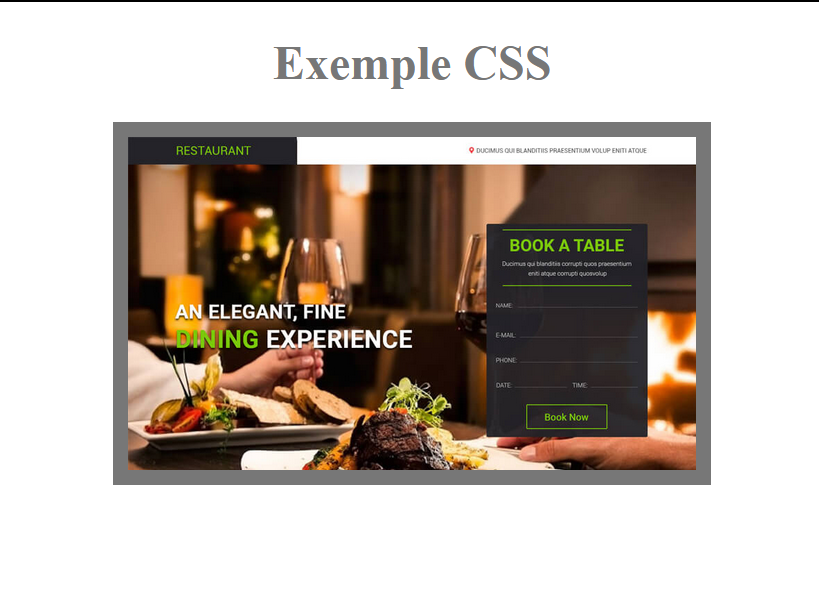 Exemple CSS
RESTAURANT
DUCIMUS QUI BLANDITIIS PRAESENTIUM VOLUP ENITI ATQUE
AN ELEGANT, FINE
DINING EXPERIENCE
BOOK A TABLE
Ducimus qui blanditiis corrupti quos praesentium
eniti atque corrupti quosvolup
NAME:
E-MAIL:
PHONE:
DATE: TIME:
Book Now